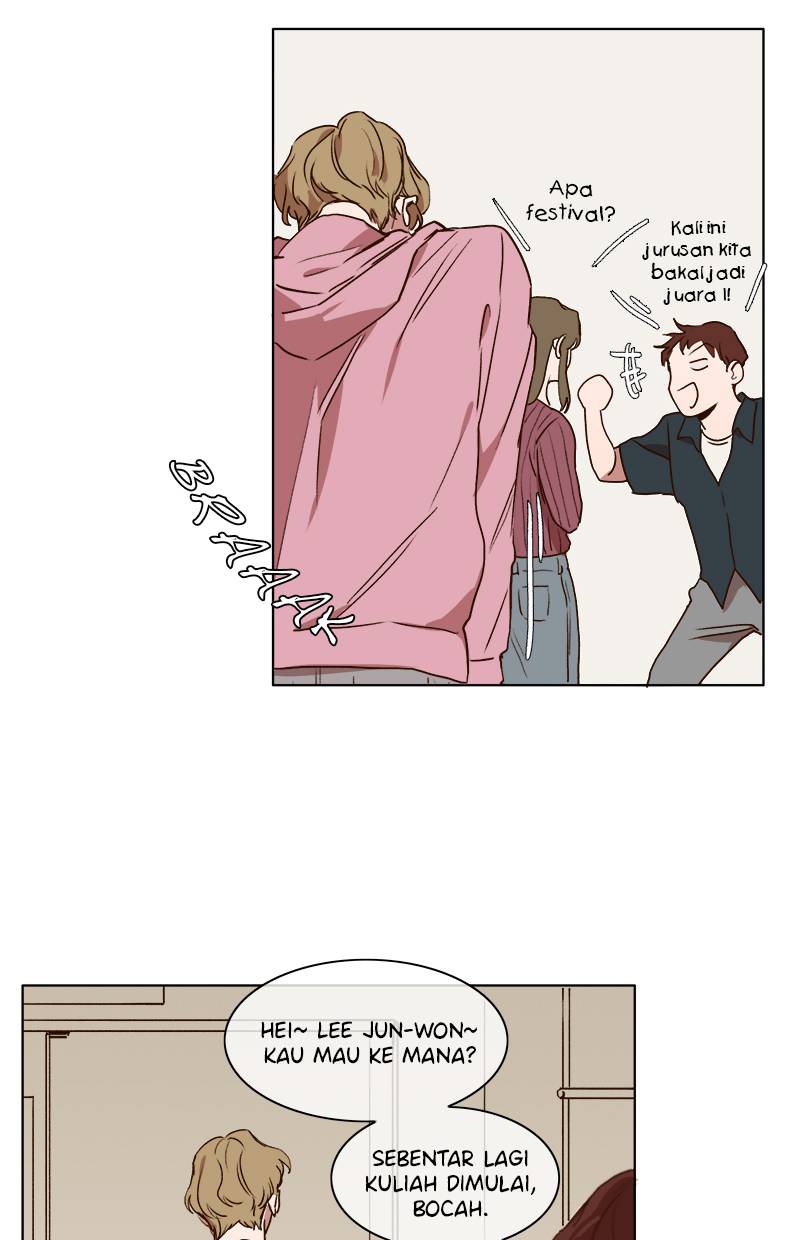 Apa
festival?
Kali ini
jurusan kita
bakal jadi
juara 1!
BRAAAK
HEI~ LEE JUN-WON~
KAU MAU KE MANA?
SEBENTAR LAGI
KULIAH DIMULAI,
BOCAH.